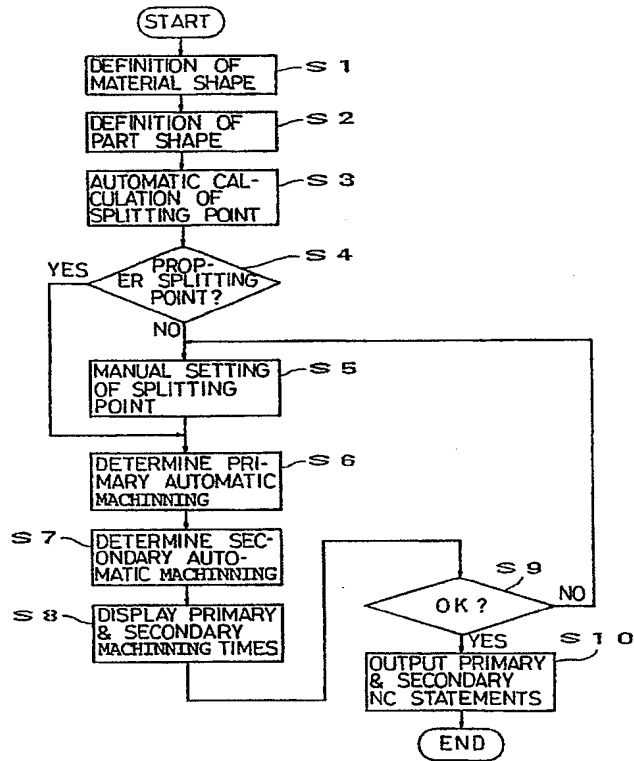 START
DEFINITION OF
MATERIAL SHAPE
S 1
DEFINITION OF
PART SHAPE
S 2
AUTOMATIC CAL-
CULATION OF
SPLITTING POINT
S 3
PROP-
ER SPLITTING
POINT?
S 4
YES
NO
MANUAL SETTING
OF SPLITTING
POINT
S 5
DETERMINE PRI-
MARY AUTOMATIC
MACHINNING
S 6
S 7
DETERMINE SEC-
ONDARY AUTO-
MATIC MACHINNING
S 8
DISPLAY PRIMARY
& SECONDARY
MACHINNING TIMES
S 9
OK?
NO
YES
S 10
OUTPUT PRIMARY
& SECONDARY
NC STATEMENTS
END